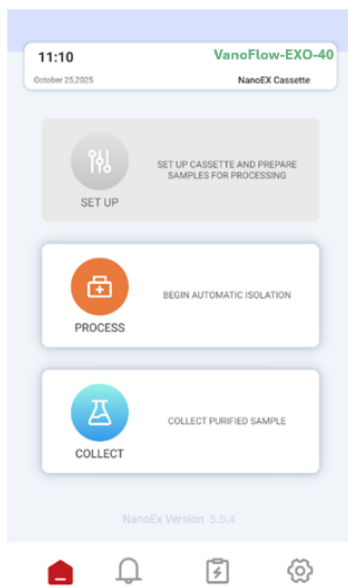 11:10
VanoFlow-EXO-40
October 25,2025
NanoEX Cassette
SET UP CASSETTE AND PREPARE
SAMPLES FOR PROCESSING
SET UP
BEGIN AUTOMATIC ISOLATION
PROCESS
COLLECT PURIFIED SAMPLE
COLLECT
NanoEx Version 5.5.4